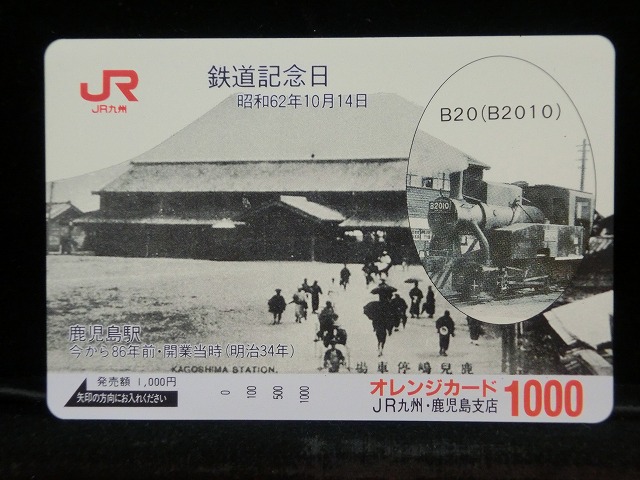 JR
JR九州
鉄道記念日
昭和62年10月14日
B20(B2010)
B2010
鹿児島駅
今から86年前・開業当時(明治34年)
KAGOSHIMA STATION.
場車停嶋兒鹿
発売額 1,000円
矢印の方向にお入れください
0
100
500
1000
オレンジカード
JR九州・鹿児島支店
1000